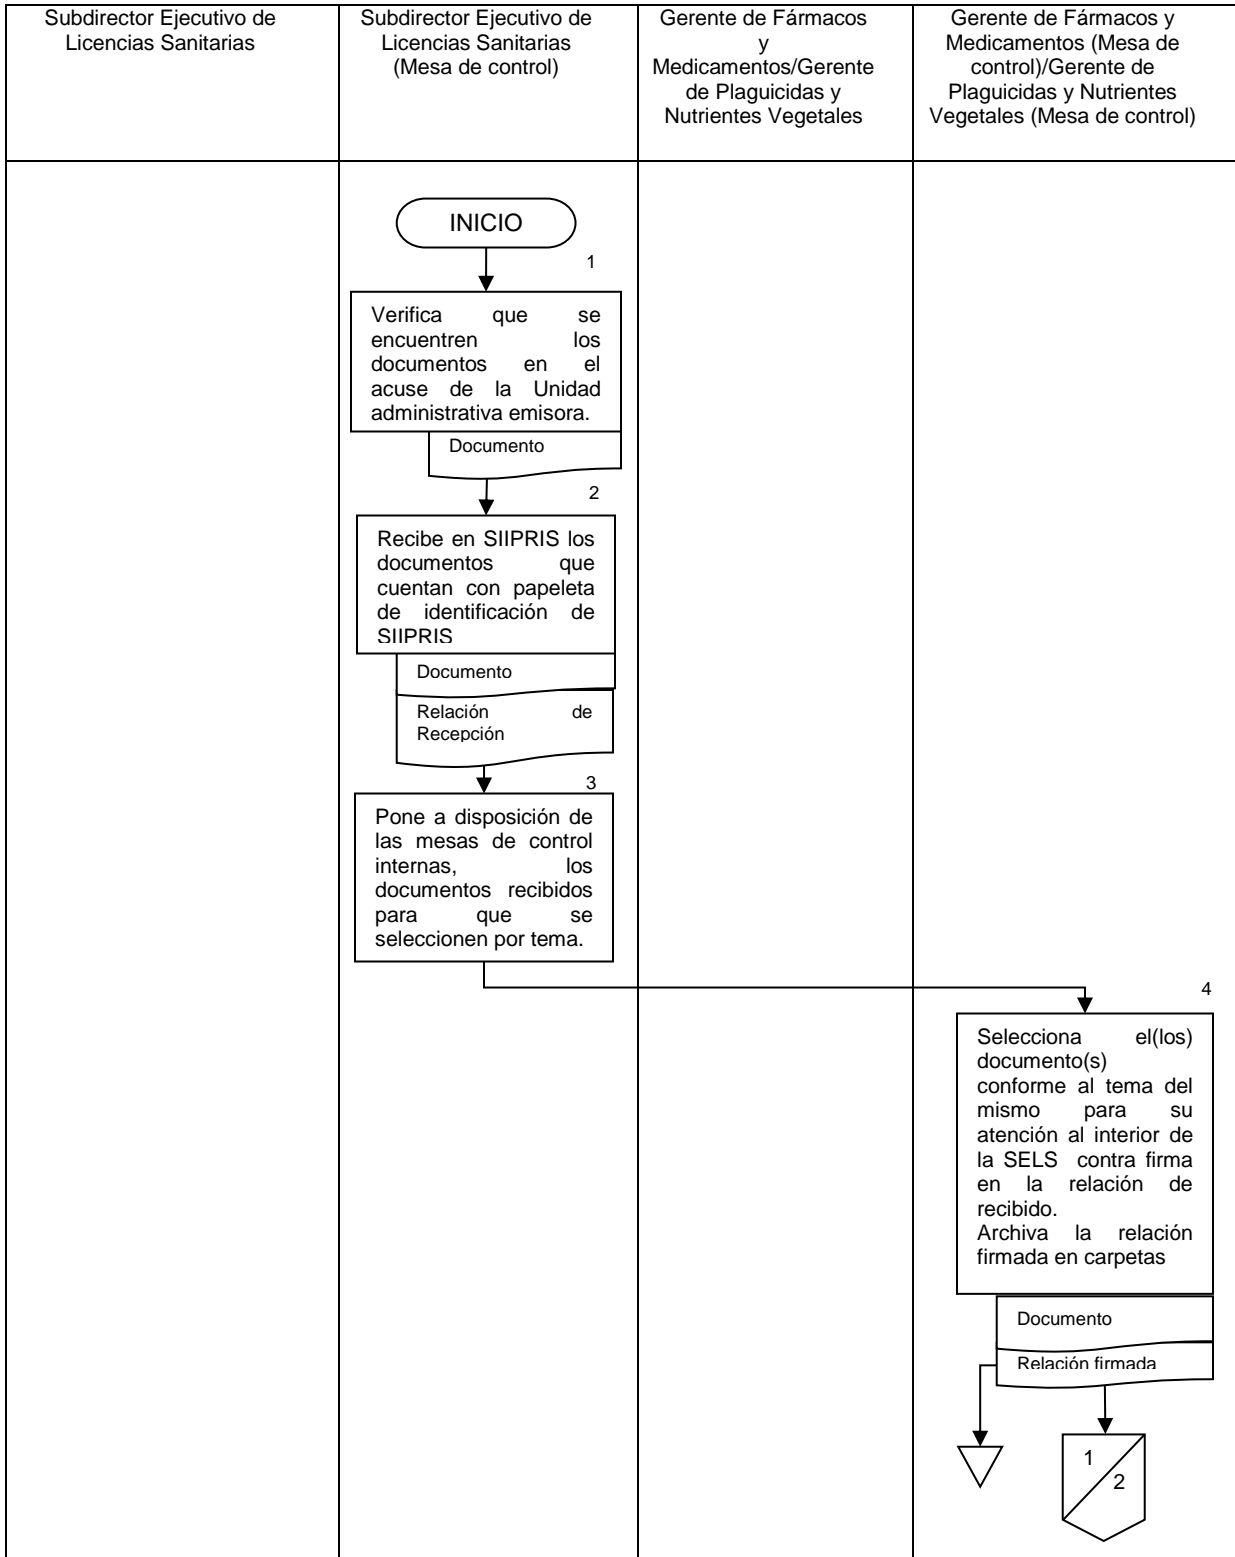 Subdirector Ejecutivo de
Licencias Sanitarias
Subdirector Ejecutivo de
Licencias Sanitarias
(Mesa de control)
Gerente de Fármacos
y
Medicamentos/Gerente
de Plaguicidas y
Nutrientes Vegetales
Gerente de Fármacos y
Medicamentos (Mesa de
control)/Gerente de
Plaguicidas y Nutrientes
Vegetales (Mesa de control)
INICIO
1
Verifica que se
encuentren los
documentos en el
acuse de la Unidad
administrativa emisora.
Documento
2
Recibe en SIIPRIS los
documentos que
cuentan con papeleta
de identificación de
SIIPRIS
Documento
Relación de
Recepción
3
Pone a disposición de
las mesas de control
internas, los
documentos recibidos
para que se
seleccionen por tema.
4
Selecciona el(los)
documento(s)
conforme al tema del
mismo para su
atención al interior de
la SELS contra firma
en la relación de
recibido.
Archiva la relación
firmada en carpetas
Documento
Relación firmada
1
2